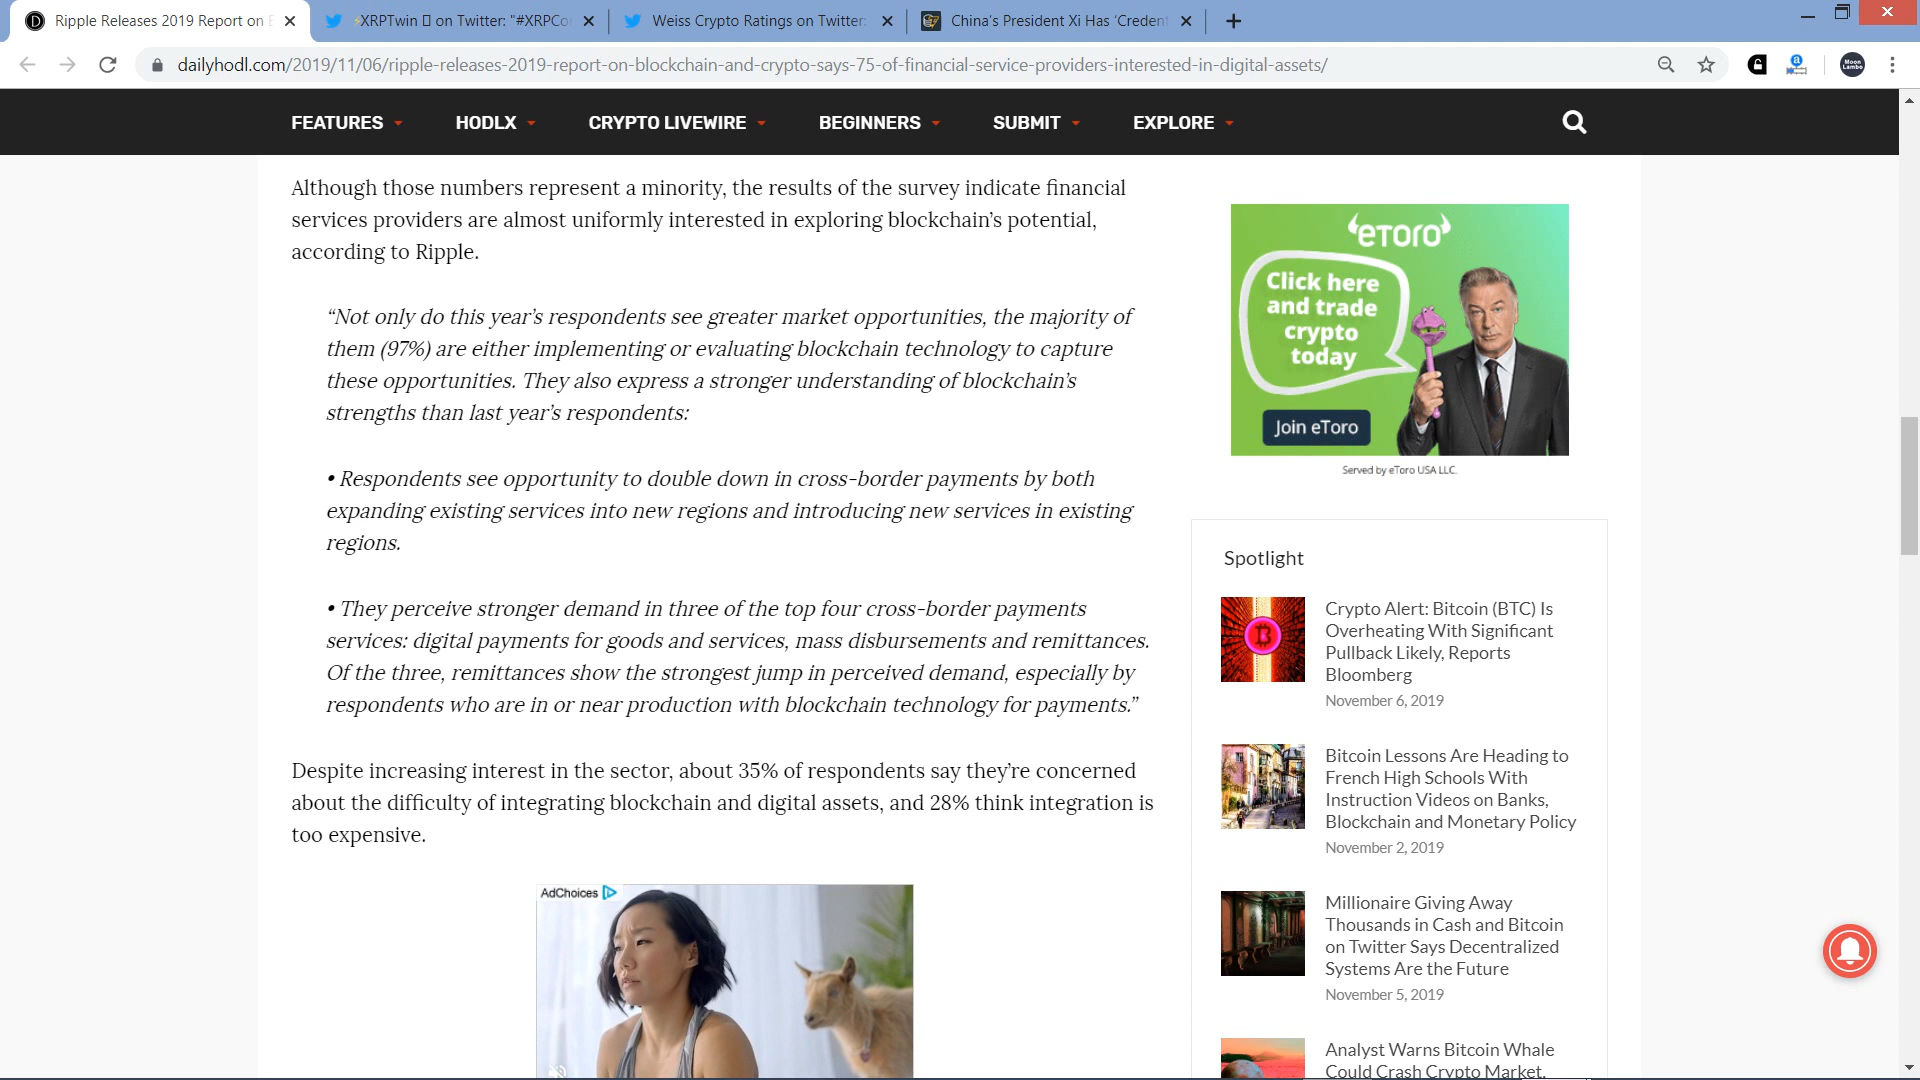 Ripple Releases 2019 Report on
XRPTwin on Twitter: "#XRPCo
Weiss Crypto Ratings on Twitter:
China's President Xi Has 'Creden
dailyhodl.com/2019/11/06/ripple-releases-2019-report-on-blockchain-and-crypto-says-75-of-financial-service-providers-interested-in-digital-assets/
Moon
Lambo
FEATURES HODLX CRYPTO LIVEWIRE BEGINNERS SUBMIT EXPLORE
Although those numbers represent a minority, the results of the survey indicate financial
services providers are almost uniformly interested in exploring blockchain's potential,
according to Ripple.
“Not only do this year's respondents see greater market opportunities, the majority of
them (97%) are either implementing or evaluating blockchain technology to capture
these opportunities. They also express a stronger understanding of blockchain's
strengths than last year's respondents:
• Respondents see opportunity to double down in cross-border payments by both
expanding existing services into new regions and introducing new services in existing
regions.
• They perceive stronger demand in three of the top four cross-border payments
services: digital payments for goods and services, mass disbursements and remittances.
Of the three, remittances show the strongest jump in perceived demand, especially by
respondents who are in or near production with blockchain technology for payments.”
Despite increasing interest in the sector, about 35% of respondents say they're concerned
about the difficulty of integrating blockchain and digital assets, and 28% think integration is
too expensive.
AdChoices
eToro
Click here
and trade
crypto
today
Join eToro
Served by eToro USA LLC.
Spotlight
Crypto Alert: Bitcoin (BTC) Is
Overheating With Significant
Pullback Likely, Reports
Bloomberg
November 6, 2019
Bitcoin Lessons Are Heading to
French High Schools With
Instruction Videos on Banks,
Blockchain and Monetary Policy
November 2, 2019
Millionaire Giving Away
Thousands in Cash and Bitcoin
on Twitter Says Decentralized
Systems Are the Future
November 5, 2019
Analyst Warns Bitcoin Whale
Could Crash Crypto Market,